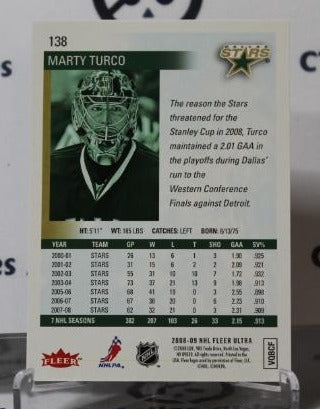 138
MARTY TURCO
STARS
The reason the Stars
threatened for the
Stanley Cup in 2008, Turco
maintained a 2.01 GAA in
the playoffs during Dallas'
run to the
Western Conference
Finals against Detroit.
HT: 5'11" WT: 185 LBS CATCHES: LEFT BORN: 8/13/75
YEAR TEAM GP W L T SHO GAA SV%
2000-01 STARS 26 13 6 1 3 1.90 .925
2001-02 STARS 31 15 6 2 2 2.09 .921
2002-03 STARS 55 31 10 10 7 1.72 .932
2003-04 STARS 73 37 21 13 9 1.98 .913
2005-06 STARS 68 41 19 0 3 2.55 .898
2006-07 STARS 67 38 20 0 6 2.23 .910
2007-08 STARS 62 32 21 0 3 2.31 .909
7 NHL SEASONS 382 207 103 26 33 2.15 .913
2008-09 NHL FLEER ULTRA
FLEER
NHLPA
NHL
VQBCF